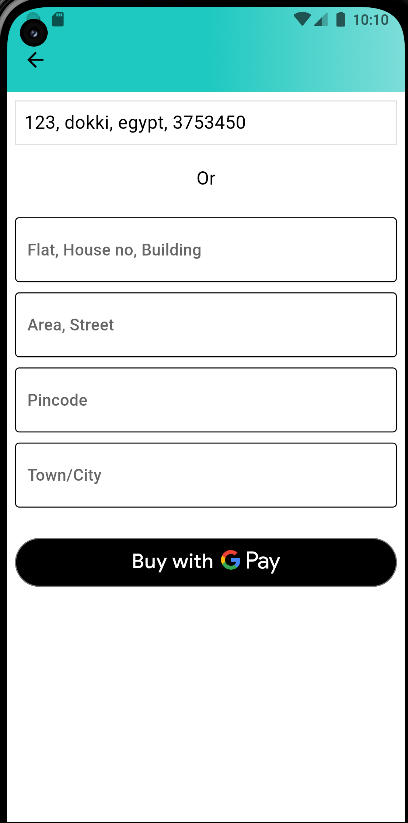 10:10
123, dokki, egypt, 3753450
Or
Flat, House no, Building
Area, Street
Pincode
Town/City
Buy with G Pay